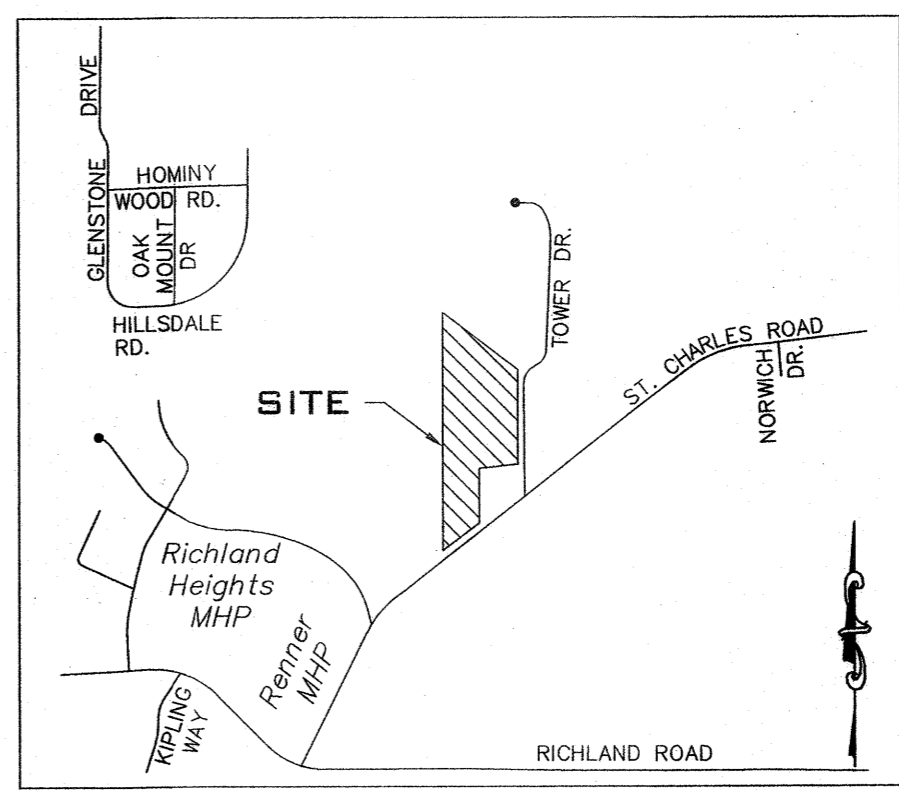 GLENSTONE DRIVE
HOMINY
WOOD RD.
OAK
MOUNT
DR
HILLSDALE
RD.
TOWER DR.
ST. CHARLES ROAD
NORWICH
DR.
SITE
Richland
Heights
MHP
Renner
MHP
KIPLING
WAY
RICHLAND ROAD